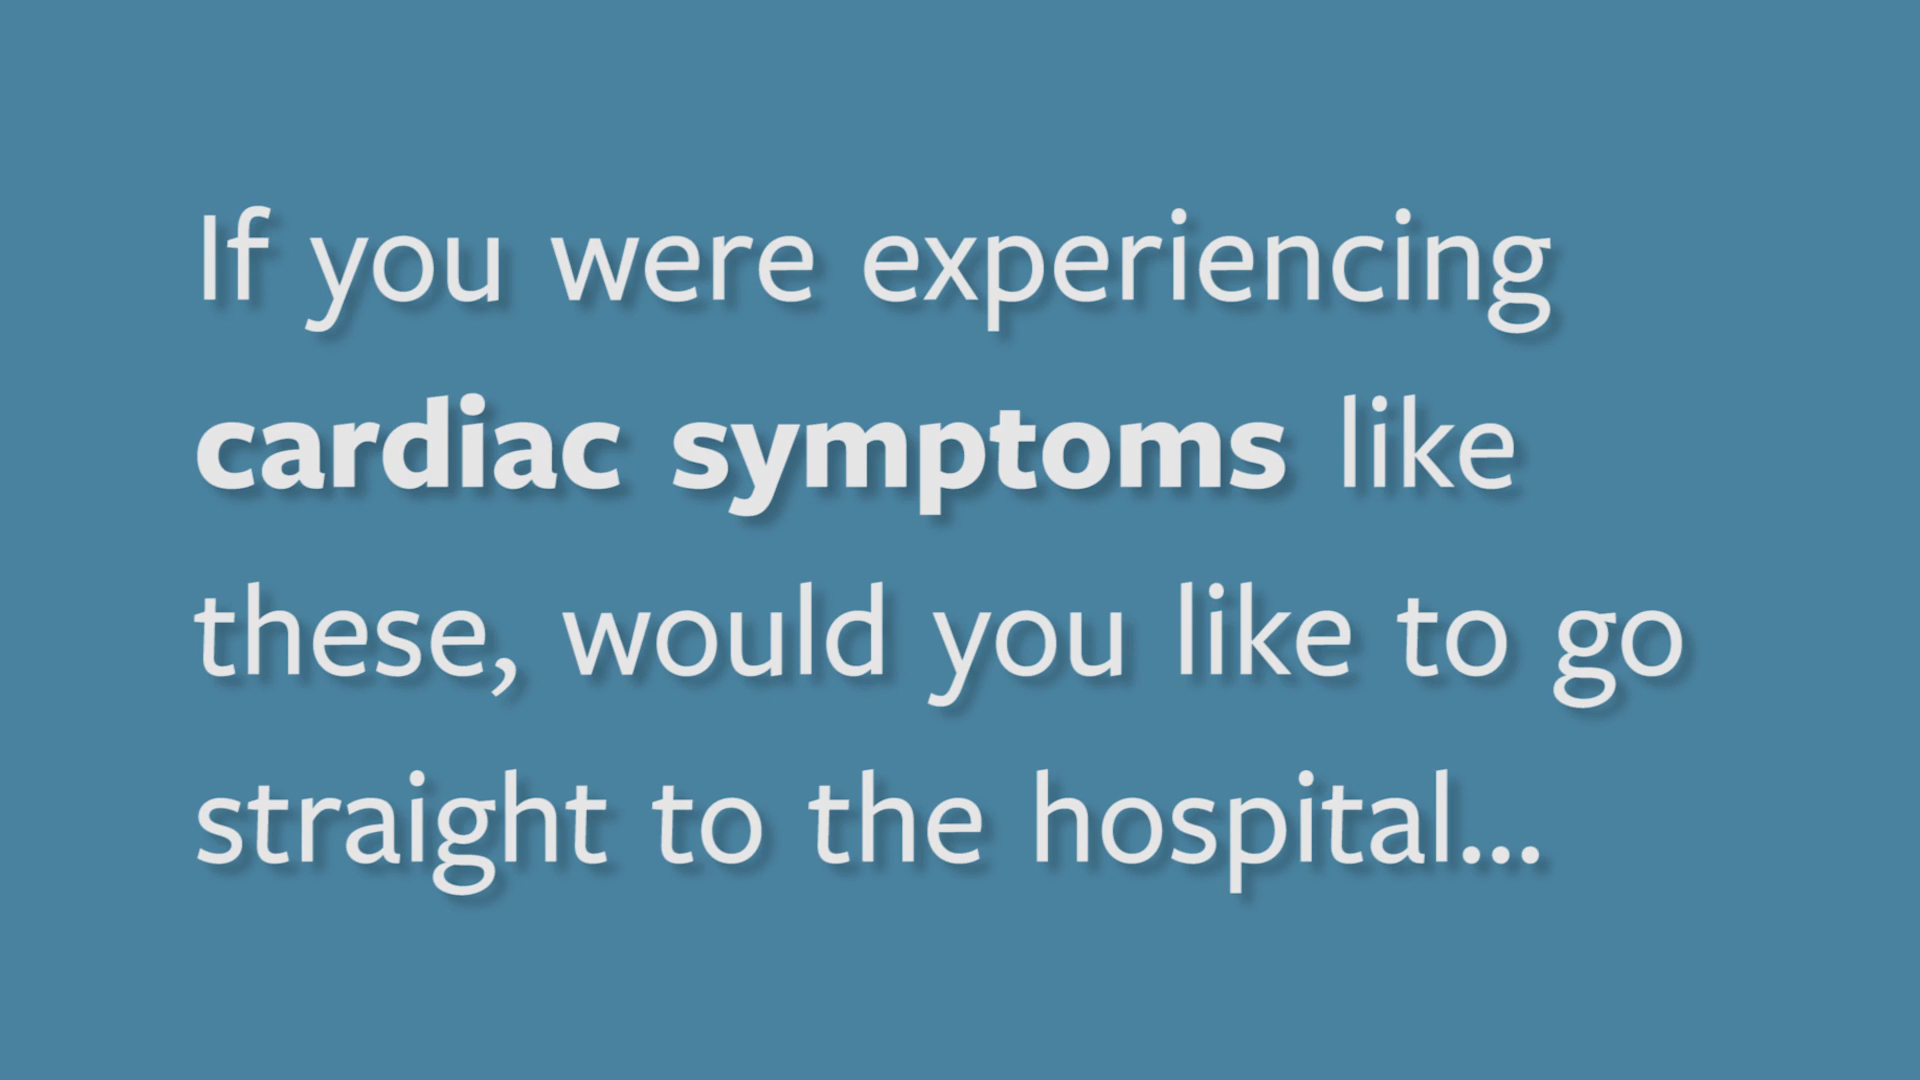 If you were experiencing
cardiac symptoms like
these, would you like to go
straight to the hospital...